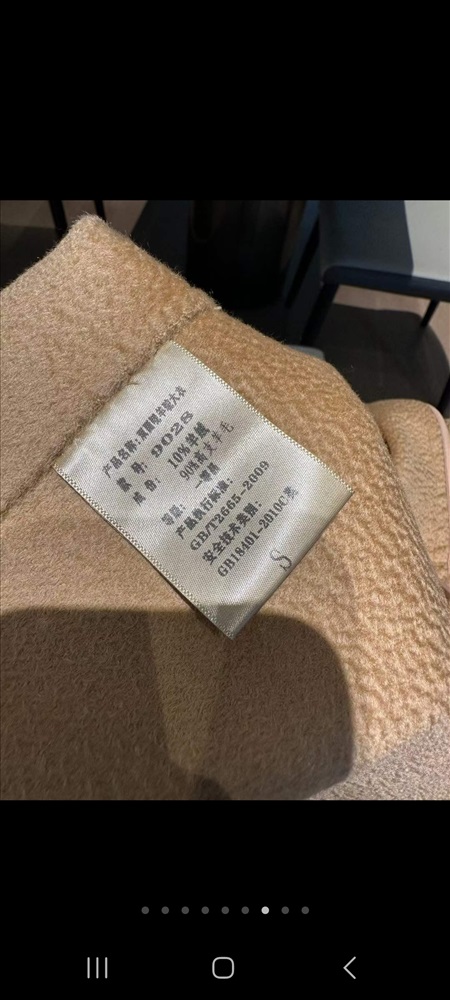 产品名称:
款号: 9028
成份: 10%羊绒
90%澳大羊毛
等级: 一等品
产品执行标准:
GB/T2665-2009
安全技术类别:
GB18401-2010C类
S